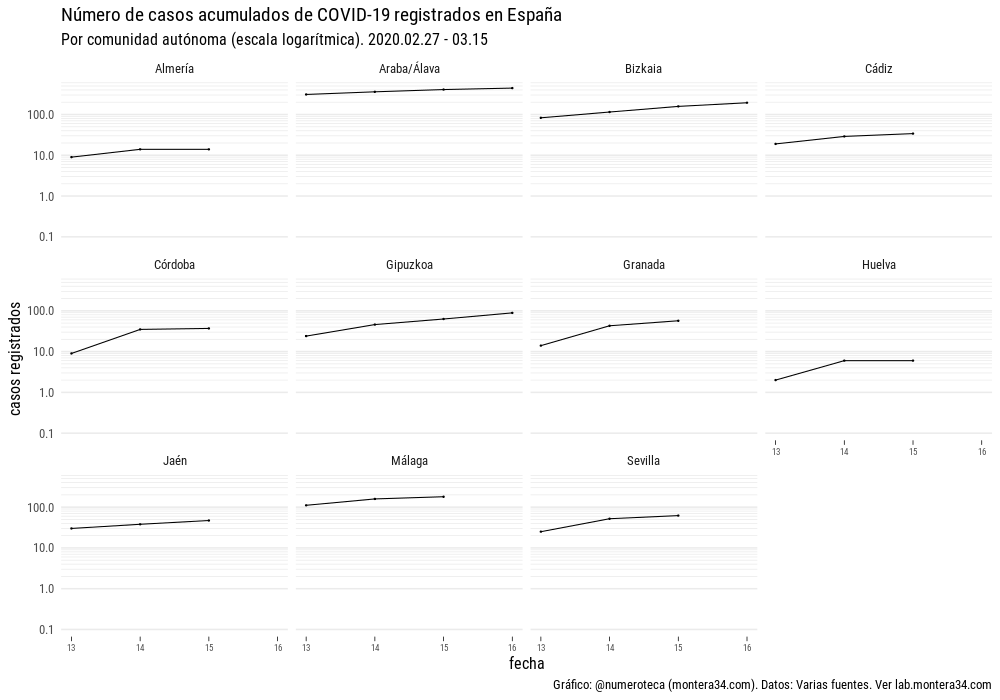 Número de casos acumulados de COVID-19 registrados en España
Por comunidad autónoma (escala logarítmica). 2020.02.27 - 03.15
Almería
Araba/Álava
Bizkaia
Cádiz
100.0
10.0
1.0
0.1
Córdoba
Gipuzkoa
Granada
Huelva
100.0
10.0
1.0
0.1
13
14
15
16
Jaén
Málaga
Sevilla
100.0
10.0
1.0
0.1
13
14
15
16
13
14
15
16
13
14
15
16
casos registrados
fecha
Gráfico: @numeroteca (montera34.com). Datos: Varias fuentes. Ver lab.montera34.com